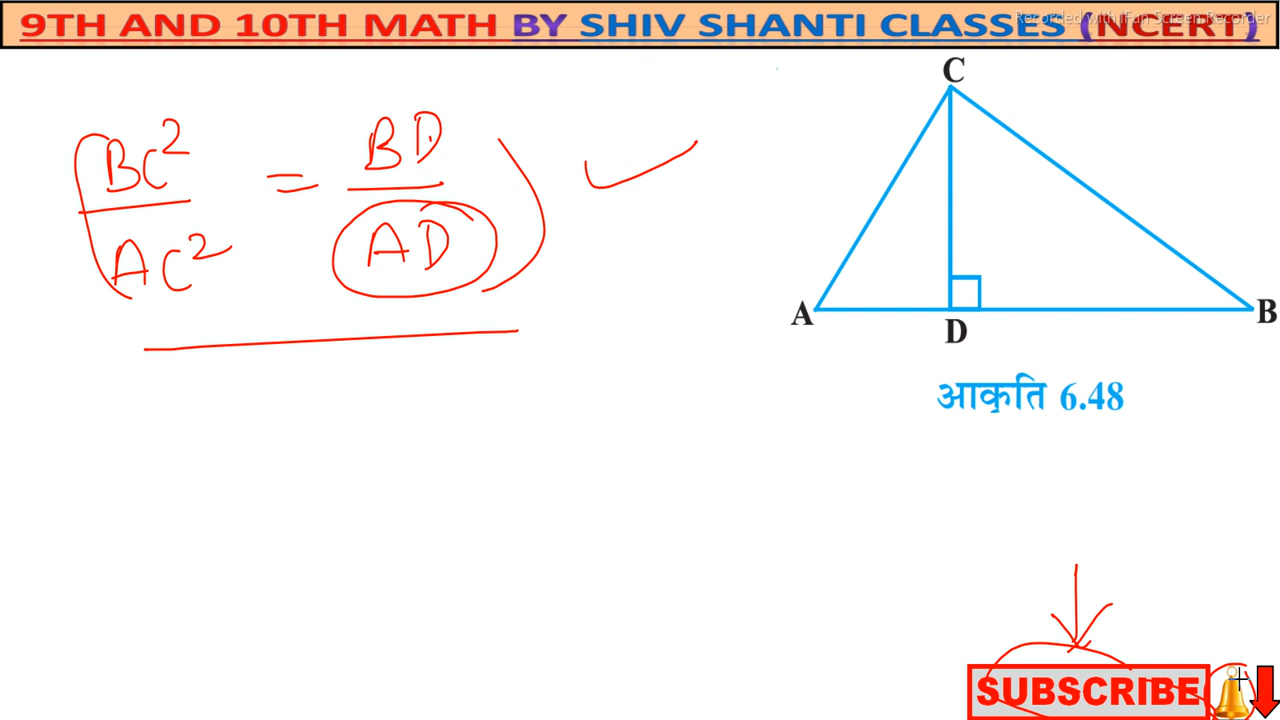 9TH AND 10TH MATH BY SHIV SHANTI CLASSES (NCERT)
Recorded with iFun Screen Recorder
BC² / AC² = BD / AD
C
A
D
B
आकृति 6.48
SUBSCRIBE